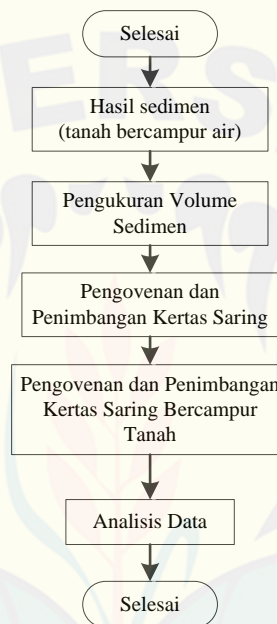 Selesai
Hasil sedimen
(tanah bercampur air)
Pengukuran Volume
Sedimen
Pengovenan dan
Penimbangan Kertas Saring
Pengovenan dan Penimbangan
Kertas Saring Bercampur
Tanah
Analisis Data
Selesai